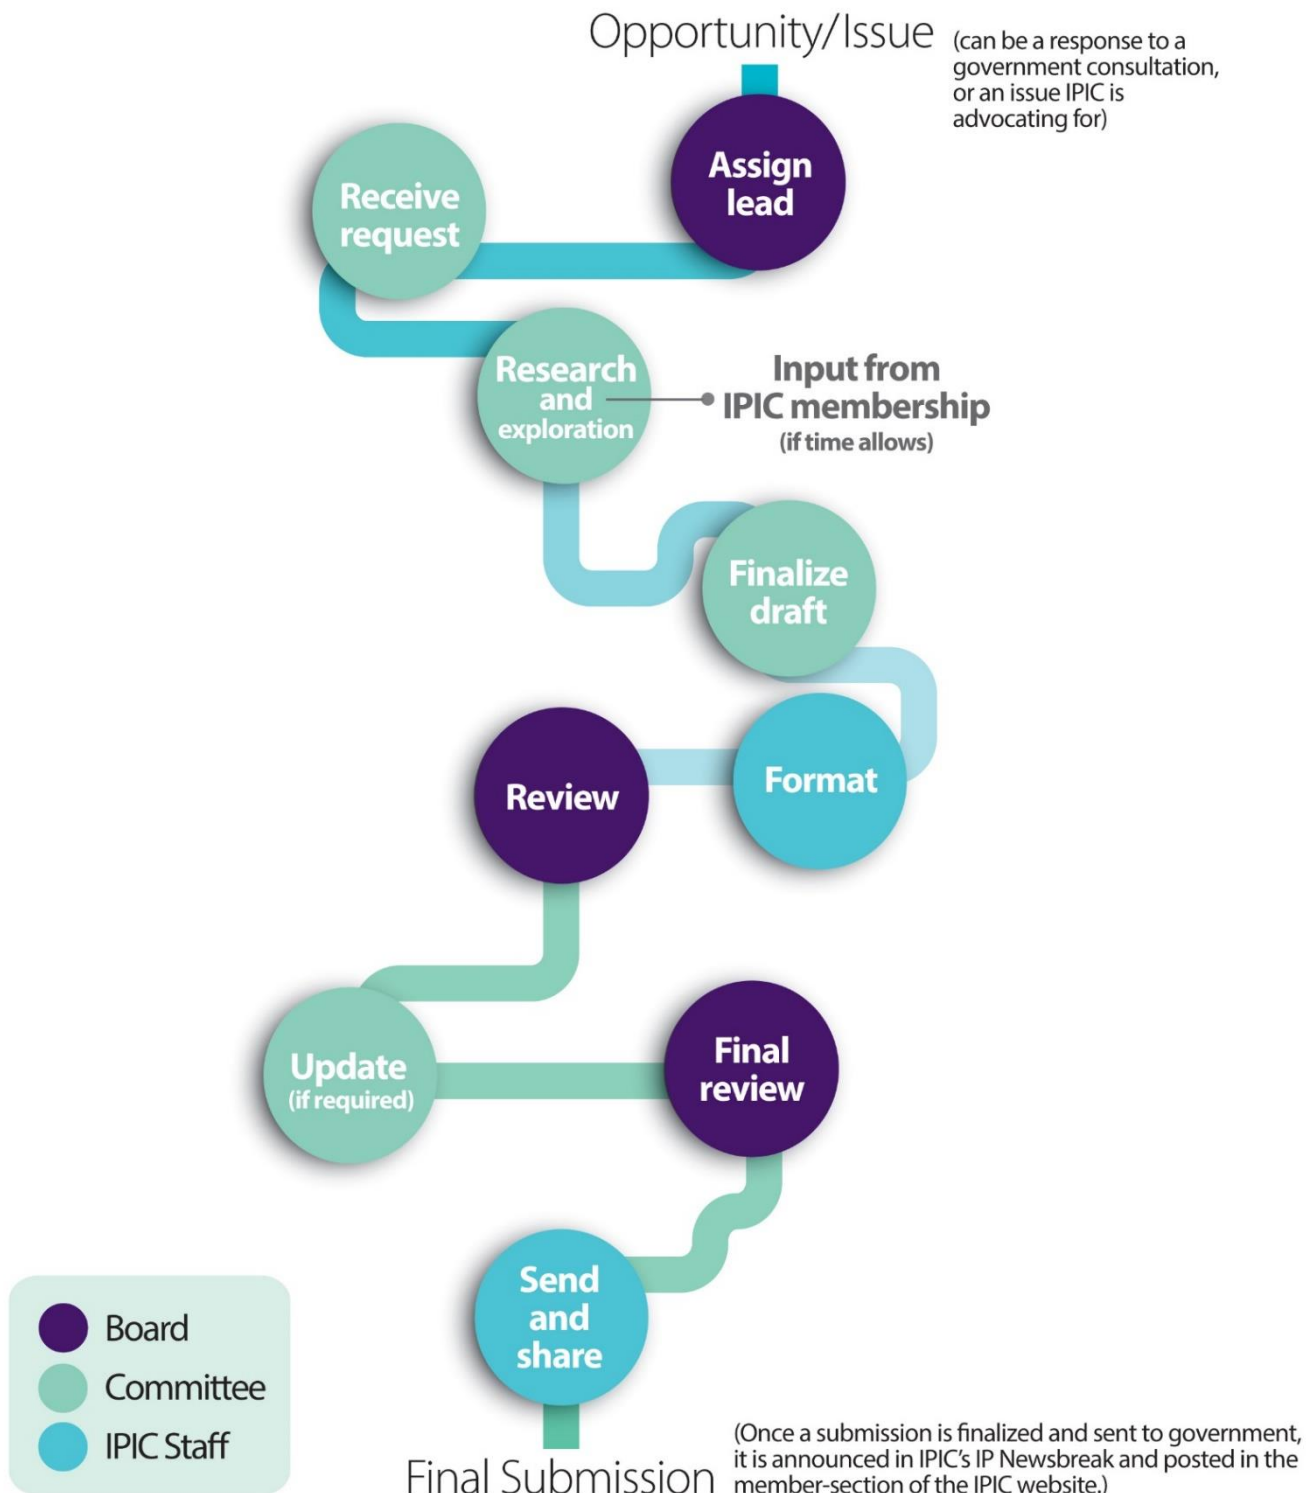 Opportunity/Issue
(can be a response to a
government consultation,
or an issue IPIC is
advocating for)
Assign
lead
Receive
request
Research
and
exploration
Input from
IPIC membership
(if time allows)
Finalize
draft
Format
Review
Update
(if required)
Final
review
Send
and
share
Board
Committee
IPIC Staff
Final Submission
(Once a submission is finalized and sent to government,
it is announced in IPIC's IP Newsbreak and posted in the
member-section of the IPIC website.)